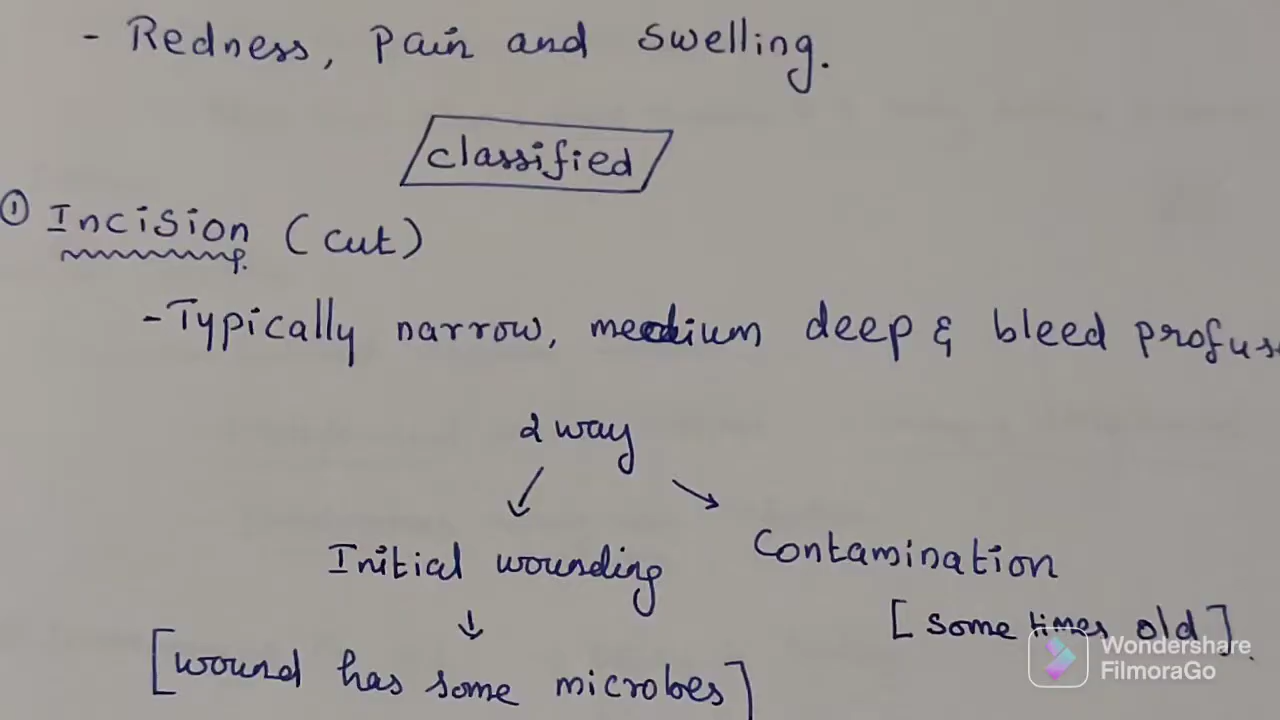 - Redness, Pain and swelling.
classified
① Incision (cut)
- Typically narrow, medium deep & bleed profus
2 way
↙ ↘
Initial wounding
Contamination
↓
[some times old].
[wound has some microbes]
Wondershare
FilmoraGo